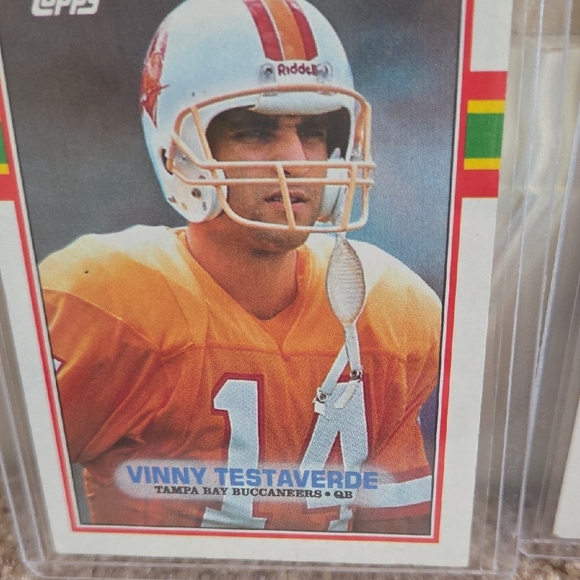 TOPPS
Riddell
14
VINNY TESTAVERDE
TAMPA BAY BUCCANEERS • QB